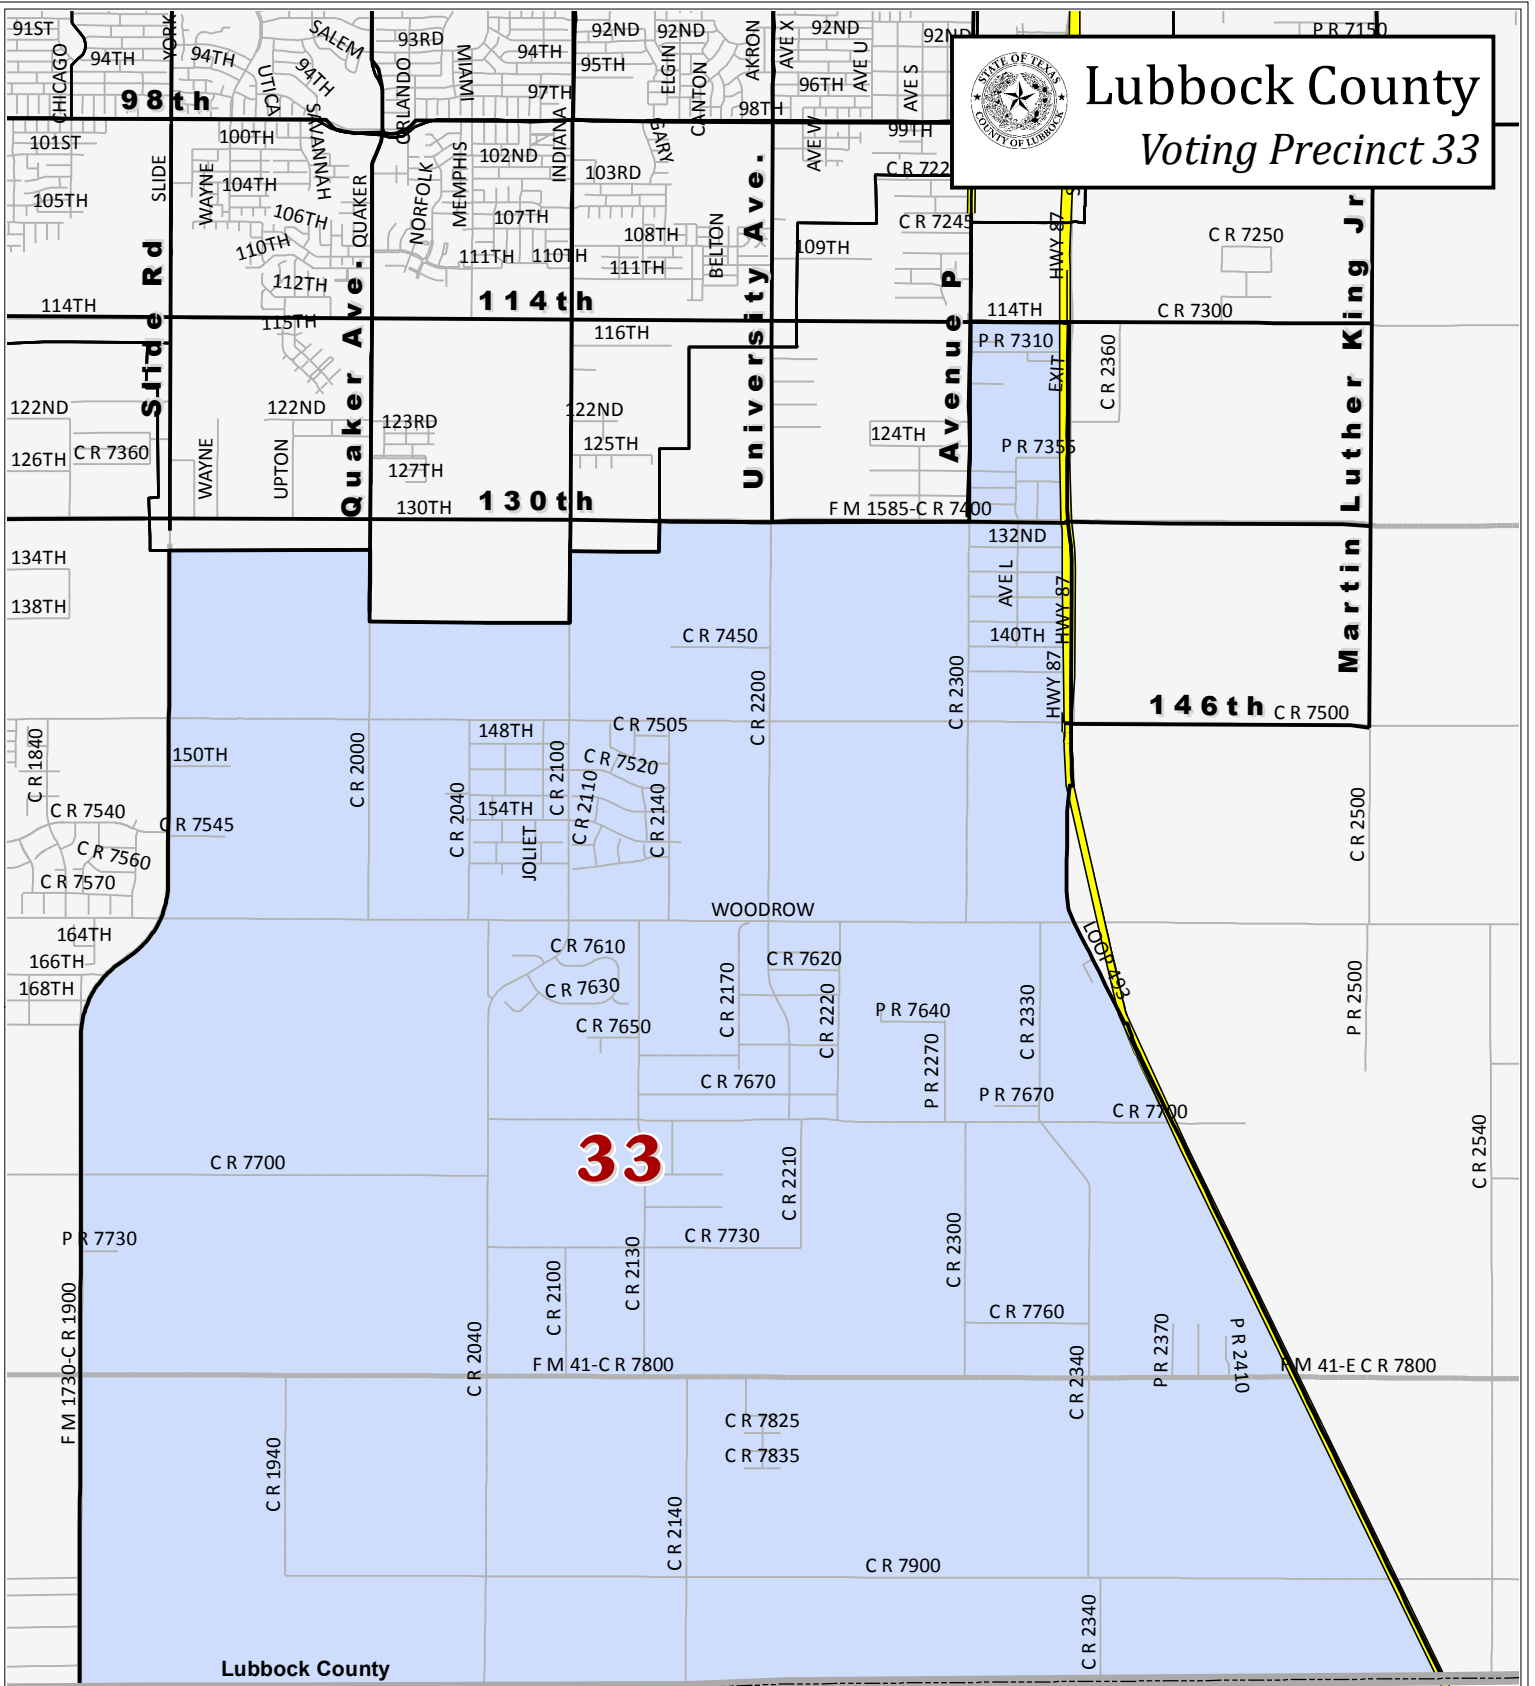 91ST
YORK
SALEM
93RD
92ND
92ND
AKRON
AVE X
92ND
92ND
P R 7150
CHICAGO
94TH
94TH
94TH
ORLANDO
MIAMI
94TH
95TH
ELGIN
CANTON
96TH
AVE U
AVE S
STATE OF TEXAS
COUNTY OF LUBBOCK
Lubbock County
Voting Precinct 33
98th
UTICA
SAVANNAH
97TH
98TH
99TH
101ST
100TH
102ND
INDIANA
GARY
AVE W
SLIDE
WAYNE
104TH
QUAKER
NORFOLK
MEMPHIS
103RD
C R 722
105TH
106TH
107TH
108TH
BELTON
109TH
C R 7245
HWY 87
C R 7250
110TH
111TH
110TH
111TH
112TH
114TH
Slide Rd
115TH
Quaker Ave.
114th
116TH
University Ave.
Avenue P
114TH
C R 7300
Martin Luther King Jr
P R 7310
EXIT
C R 2360
122ND
122ND
123RD
122ND
124TH
P R 7355
126TH
C R 7360
WAYNE
UPTON
127TH
125TH
130TH
130th
F M 1585-C R 7400
134TH
132ND
138TH
AVE L
HWY 87
C R 7450
140TH
C R 2200
C R 2300
HWY 87
146th
C R 7500
C R 1840
150TH
C R 2000
148TH
C R 7505
C R 2100
C R 7520
C R 7540
C R 7545
C R 2040
154TH
C R 2110
C R 2140
C R 2500
C R 7560
JOLIET
C R 7570
WOODROW
164TH
LOOP 493
166TH
C R 7610
C R 7620
168TH
C R 7630
C R 2170
C R 2220
P R 7640
C R 2330
P R 2500
C R 7650
P R 2270
C R 7670
P R 7670
C R 7700
33
C R 7700
C R 2210
C R 2540
P R 7730
C R 7730
C R 2130
C R 2300
C R 2100
F M 1730-C R 1900
C R 2040
C R 7760
C R 2340
P R 2370
P R 2410
F M 41-C R 7800
F M 41-E C R 7800
C R 7825
C R 7835
C R 1940
C R 2140
C R 7900
C R 2340
Lubbock County